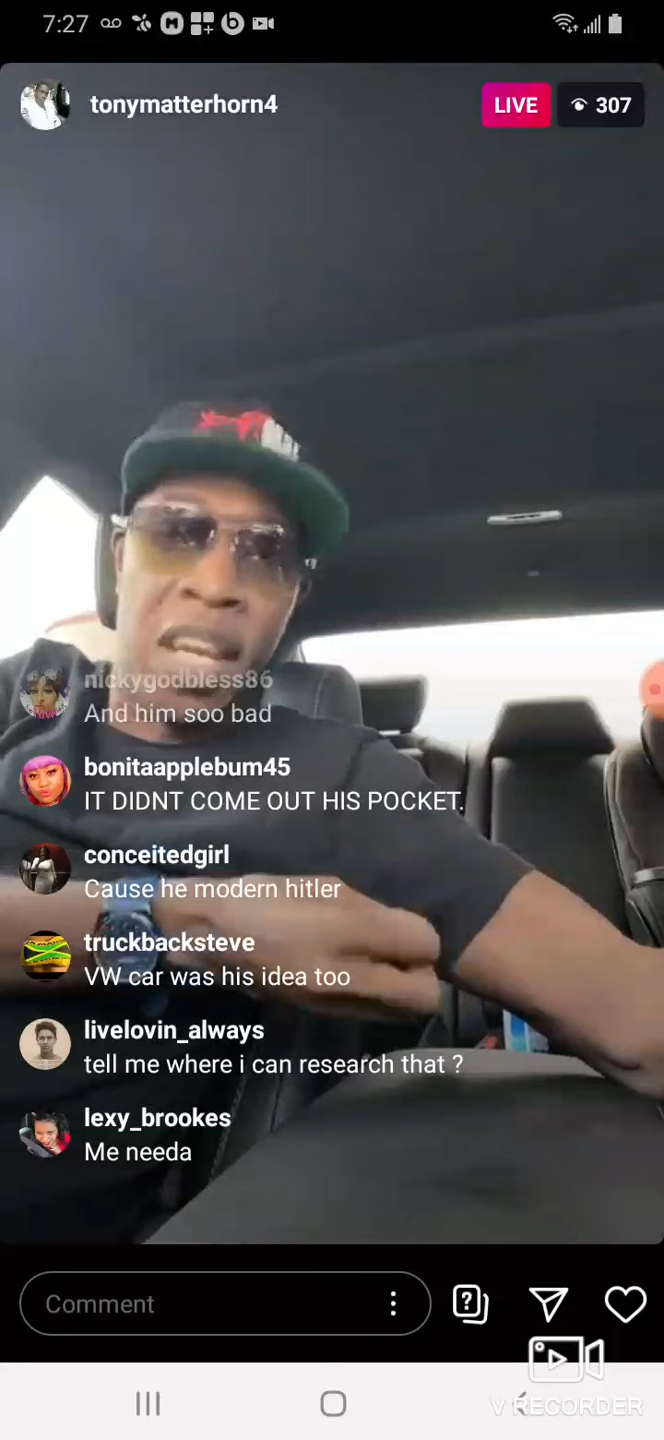 7:27
tonymatterhorn4
LIVE
307
nickygodbless86
And him soo bad
bonitaapplebum45
IT DIDNT COME OUT HIS POCKET.
conceitedgirl
Cause he modern hitler
truckbacksteve
VW car was his idea too
livelovin_always
tell me where i can research that ?
lexy_brookes
Me needa
Comment
V RECORDER